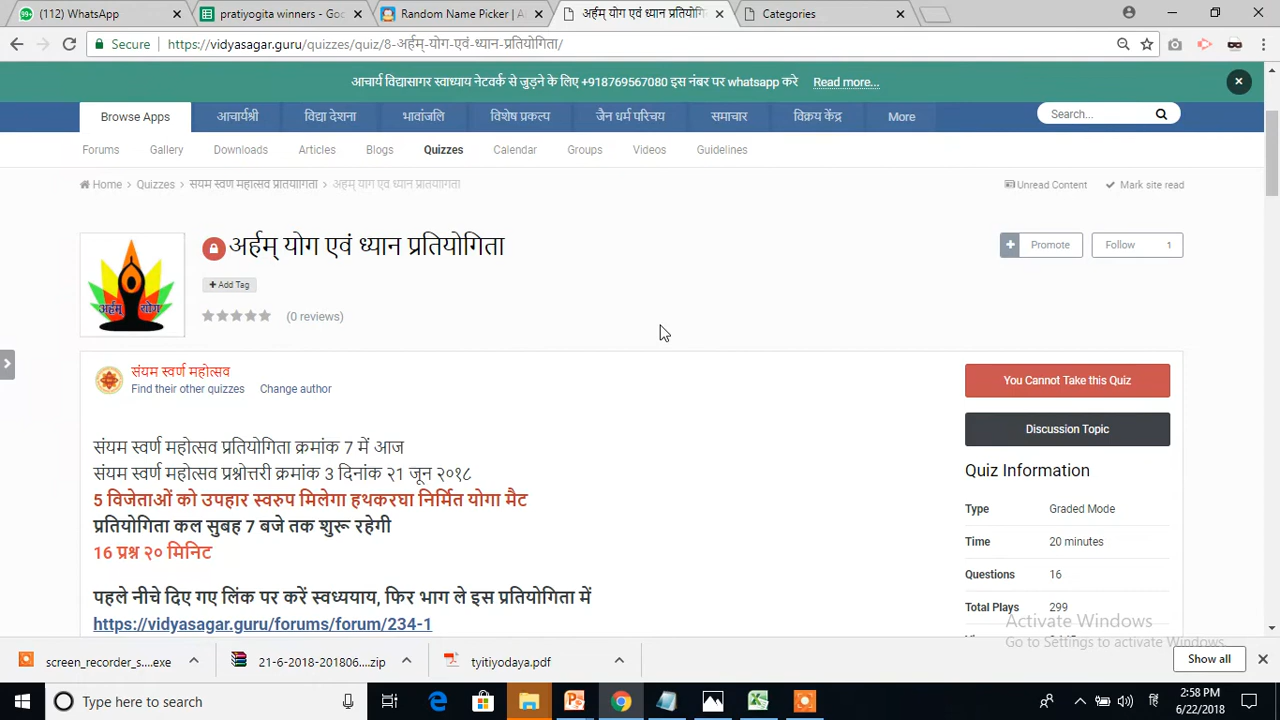 (112) WhatsApp
pratiyogita winners - Goo
Random Name Picker | A
अर्हम् योग एवं ध्यान प्रतियोगि
Categories
Secure
https://vidyasagar.guru/quizzes/quiz/8-अर्हम्-योग-एवं-ध्यान-प्रतियोगिता/
आचार्य विद्यासागर स्वाध्याय नेटवर्क से जुड़ने के लिए +918769567080 इस नंबर पर whatsapp करे Read more...
Browse Apps
आचार्यश्री
विद्या देशना
भावांजलि
विशेष प्रकल्प
जैन धर्म परिचय
समाचार
विक्रय केंद्र
More
Search...
Forums
Gallery
Downloads
Articles
Blogs
Quizzes
Calendar
Groups
Videos
Guidelines
Home › Quizzes › संयम स्वर्ण महोत्सव प्रतियोगिता › अर्हम् योग एवं ध्यान प्रतियोगिता
Unread Content
Mark site read
अर्हम् योग एवं ध्यान प्रतियोगिता
+ Promote
Follow 1
+ Add Tag
अर्हम् योग
(0 reviews)
संयम स्वर्ण महोत्सव
Find their other quizzes
Change author
You Cannot Take this Quiz
Discussion Topic
संयम स्वर्ण महोत्सव प्रतियोगिता क्रमांक 7 में आज
Quiz Information
संयम स्वर्ण महोत्सव प्रश्नोत्तरी क्रमांक 3 दिनांक २१ जून २०१८
5 विजेताओं को उपहार स्वरुप मिलेगा हथकरघा निर्मित योगा मैट
Type Graded Mode
प्रतियोगिता कल सुबह 7 बजे तक शुरू रहेगी
Time 20 minutes
16 प्रश्न २० मिनिट
Questions 16
पहले नीचे दिए गए लिंक पर करें स्वध्ययाय, फिर भाग ले इस प्रतियोगिता में
Total Plays 299
https://vidyasagar.guru/forums/forum/234-1
Activate Windows
Go to Settings to activate Windows.
screen_recorder_s....exe
21-6-2018-201806....zip
tyitiyodaya.pdf
Show all
Type here to search
हि
2:58 PM
6/22/2018